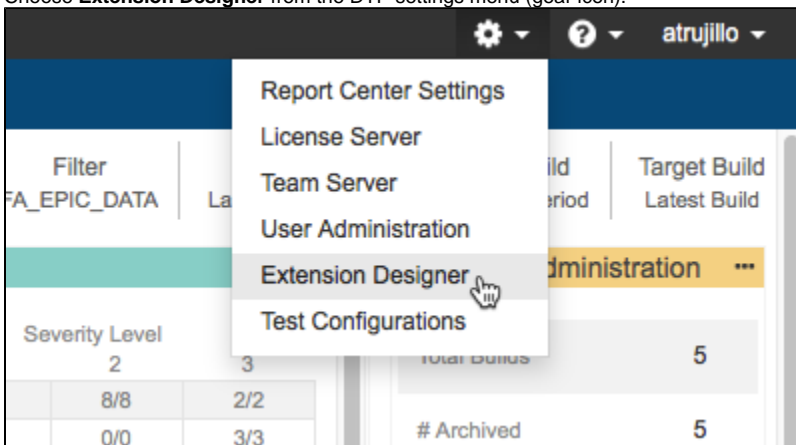 Choose Extension Designer from the DTP settings menu (gear icon).
atrujillo
Report Center Settings
License Server
Team Server
User Administration
Extension Designer
Test Configurations
Filter
FA_EPIC_DATA
La
ild
eriod
Target Build
Latest Build
dministration
Severity Level
2
3
8/8
2/2
0/0
3/3
Total Builds
5
# Archived
5